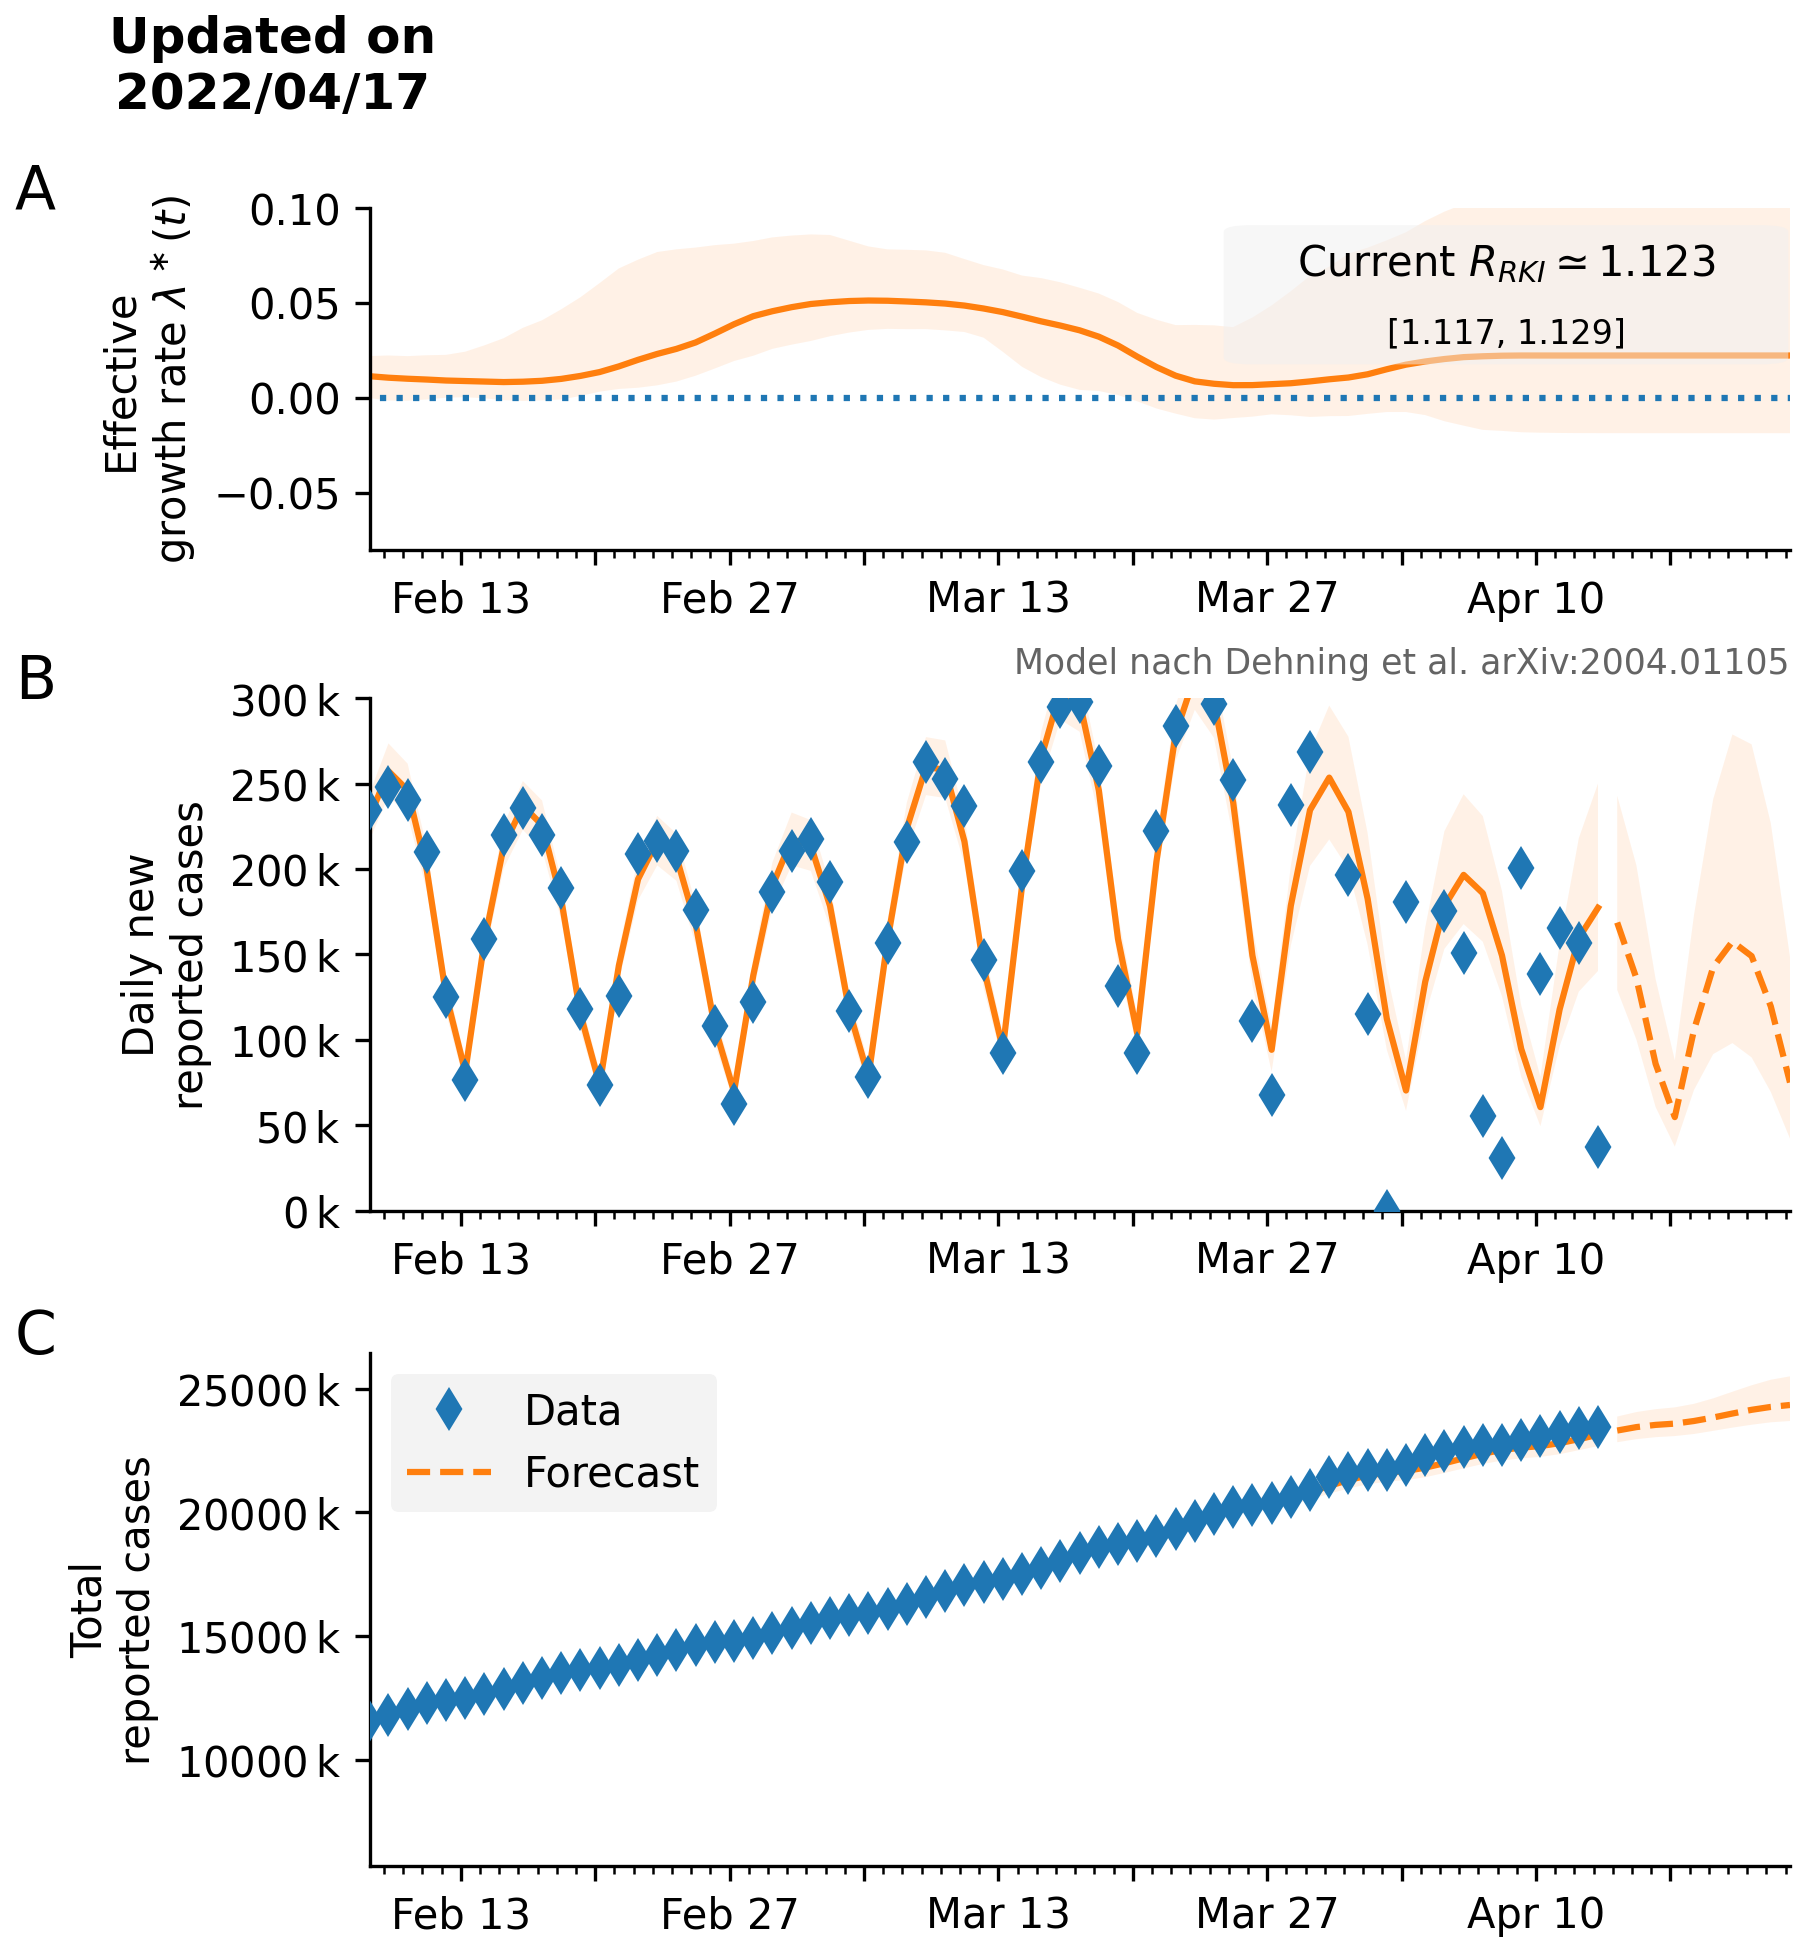 Updated on
2022/04/17
A
Effective
growth rate λ * (t)
0.10
0.05
0.00
−0.05
Current R_RKI ≃ 1.123
[1.117, 1.129]
Feb 13
Feb 27
Mar 13
Mar 27
Apr 10
Model nach Dehning et al. arXiv:2004.01105
B
Daily new
reported cases
300 k
250 k
200 k
150 k
100 k
50 k
0 k
Feb 13
Feb 27
Mar 13
Mar 27
Apr 10
C
Total
reported cases
25000 k
20000 k
15000 k
10000 k
Data
Forecast
Feb 13
Feb 27
Mar 13
Mar 27
Apr 10